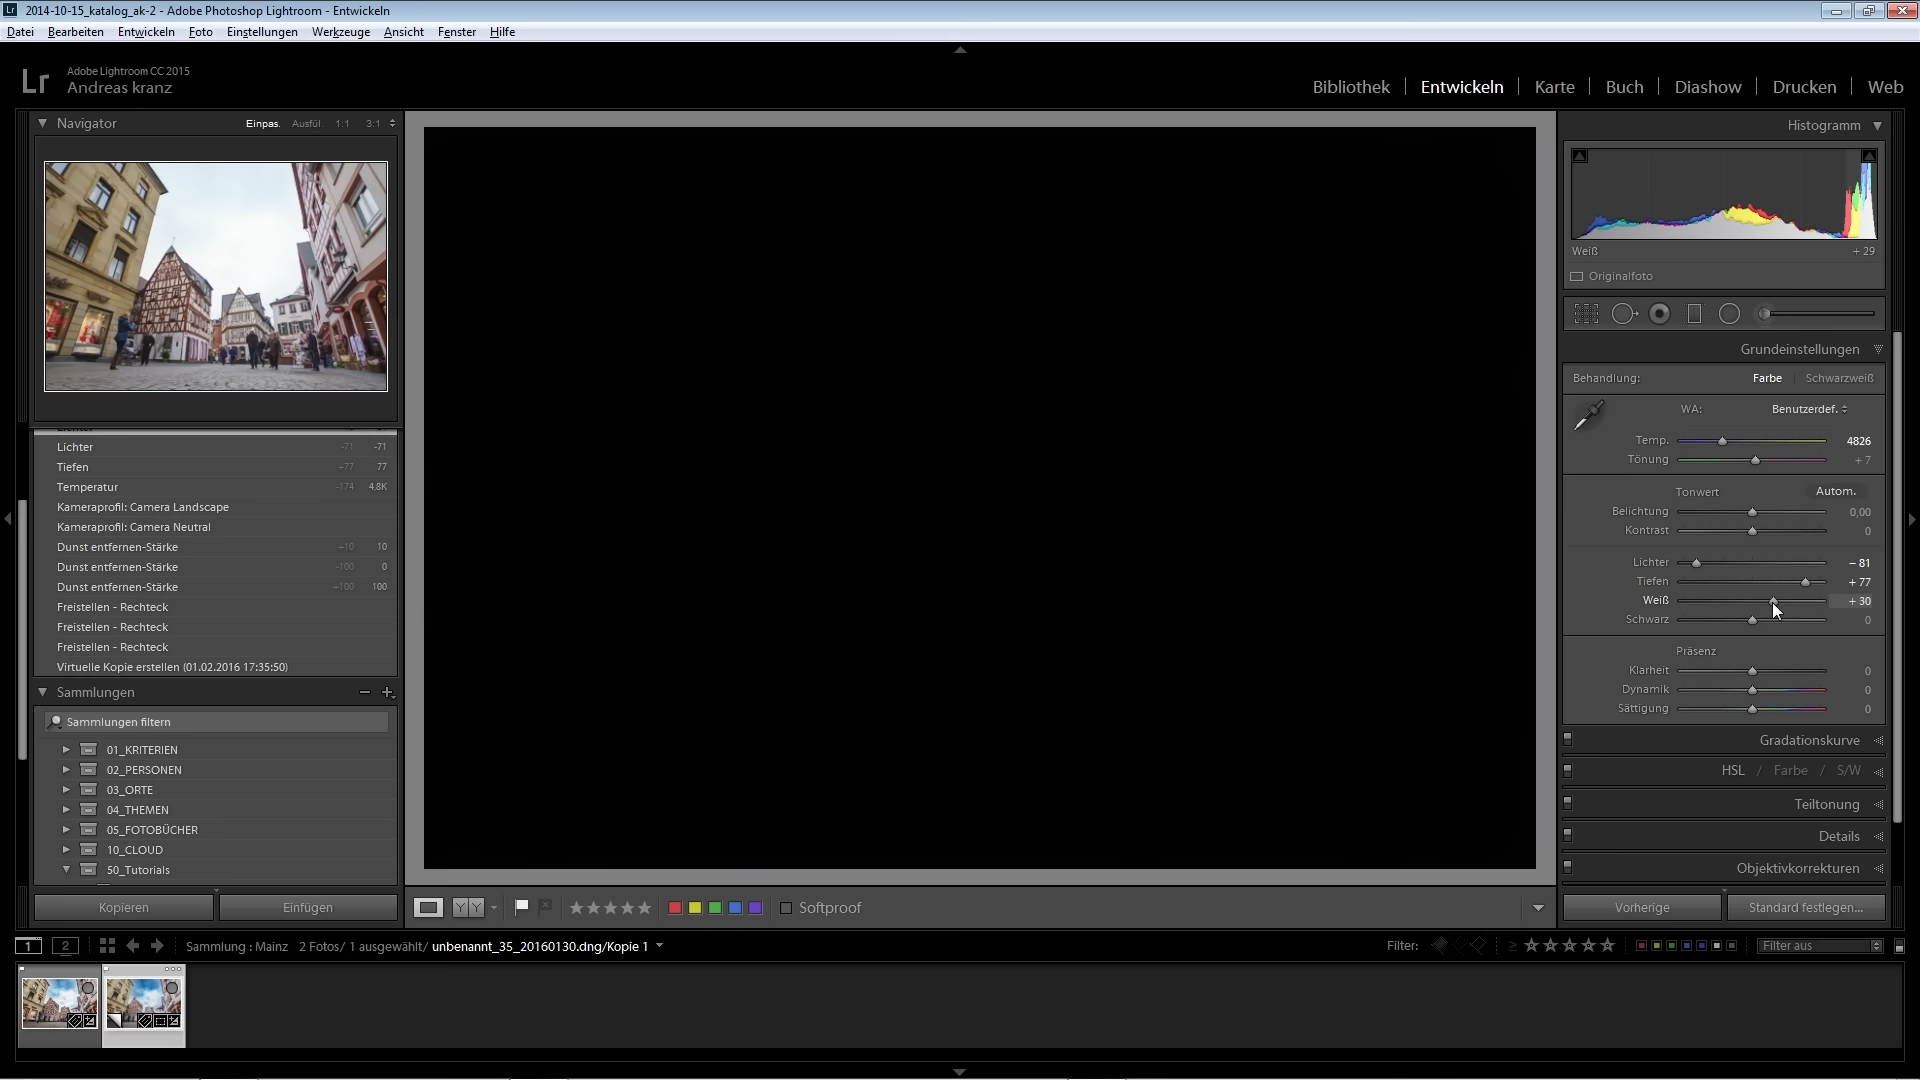 2014-10-15_katalog_ak-2 - Adobe Photoshop Lightroom - Entwickeln
Datei Bearbeiten Entwickeln Foto Einstellungen Werkzeuge Ansicht Fenster Hilfe
Lr
Adobe Lightroom CC 2015
Andreas kranz
Bibliothek | Entwickeln | Karte | Buch | Diashow | Drucken | Web
Navigator Einpas. Ausfül. 1:1 3:1
Lichter -71 -71
Tiefen +77 77
Temperatur -174 4,8K
Kameraprofil: Camera Landscape
Kameraprofil: Camera Neutral
Dunst entfernen-Stärke +10 10
Dunst entfernen-Stärke -100 0
Dunst entfernen-Stärke +100 100
Freistellen - Rechteck
Freistellen - Rechteck
Freistellen - Rechteck
Virtuelle Kopie erstellen (01.02.2016 17:35:50)
Sammlungen
Sammlungen filtern
01_KRITERIEN
02_PERSONEN
03_ORTE
04_THEMEN
05_FOTOBÜCHER
10_CLOUD
50_Tutorials
Kopieren Einfügen
Softproof
Histogramm
Weiß + 29
Originalfoto
Grundeinstellungen
Behandlung: Farbe Schwarzweiß
WA: Benutzerdef.
Temp. 4826
Tönung + 7
Tonwert Autom.
Belichtung 0,00
Kontrast 0
Lichter – 81
Tiefen + 77
Weiß + 30
Schwarz 0
Präsenz
Klarheit 0
Dynamik 0
Sättigung 0
Gradationskurve
HSL / Farbe / S/W
Teiltonung
Details
Objektivkorrekturen
Vorherige Standard festlegen...
1 2 Sammlung : Mainz 2 Fotos/ 1 ausgewählt/ unbenannt_35_20160130.dng/Kopie 1 Filter: ≥ Filter aus